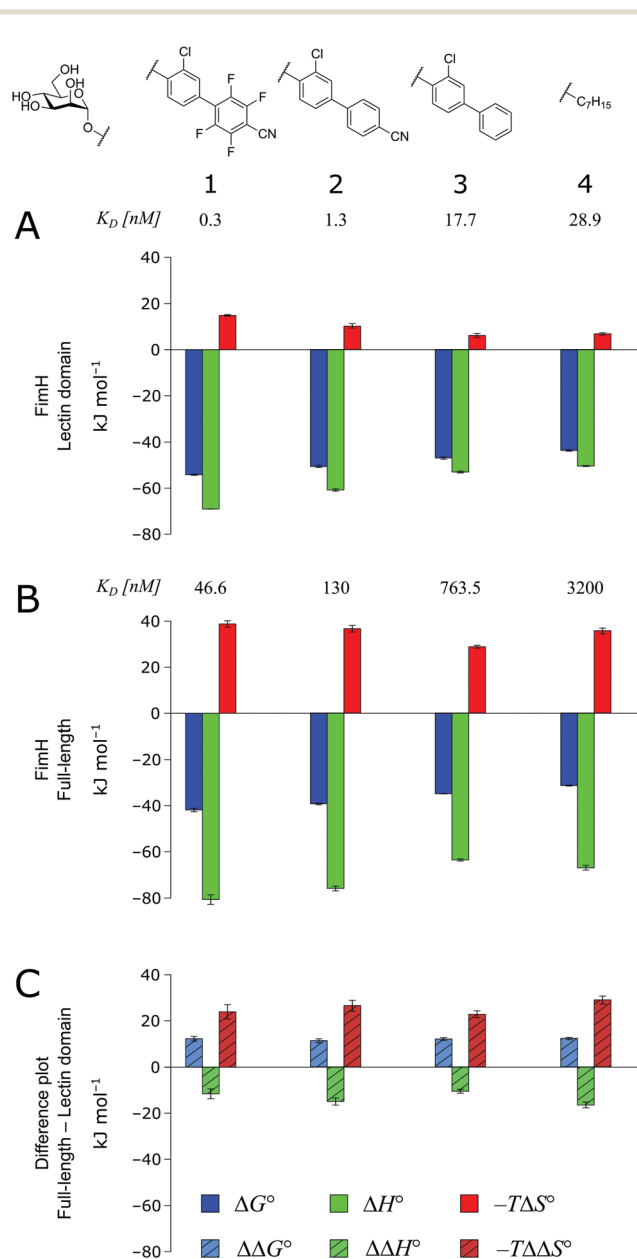 OH
OH
HO
HO
O
O
Cl
F
F
F
F
CN
Cl
CN
Cl
C7H15
1 2 3 4
A
K_D [nM] 0.3 1.3 17.7 28.9
FimH
Lectin domain
kJ mol⁻¹
40
20
0
−20
−40
−60
−80
B
K_D [nM] 46.6 130 763.5 3200
FimH
Full-length
kJ mol⁻¹
40
20
0
−20
−40
−60
−80
C
Difference plot
Full-length – Lectin domain
kJ mol⁻¹
40
20
0
−20
−40
−60
−80
ΔG° ΔH° −TΔS°
ΔΔG° ΔΔH° −TΔΔS°